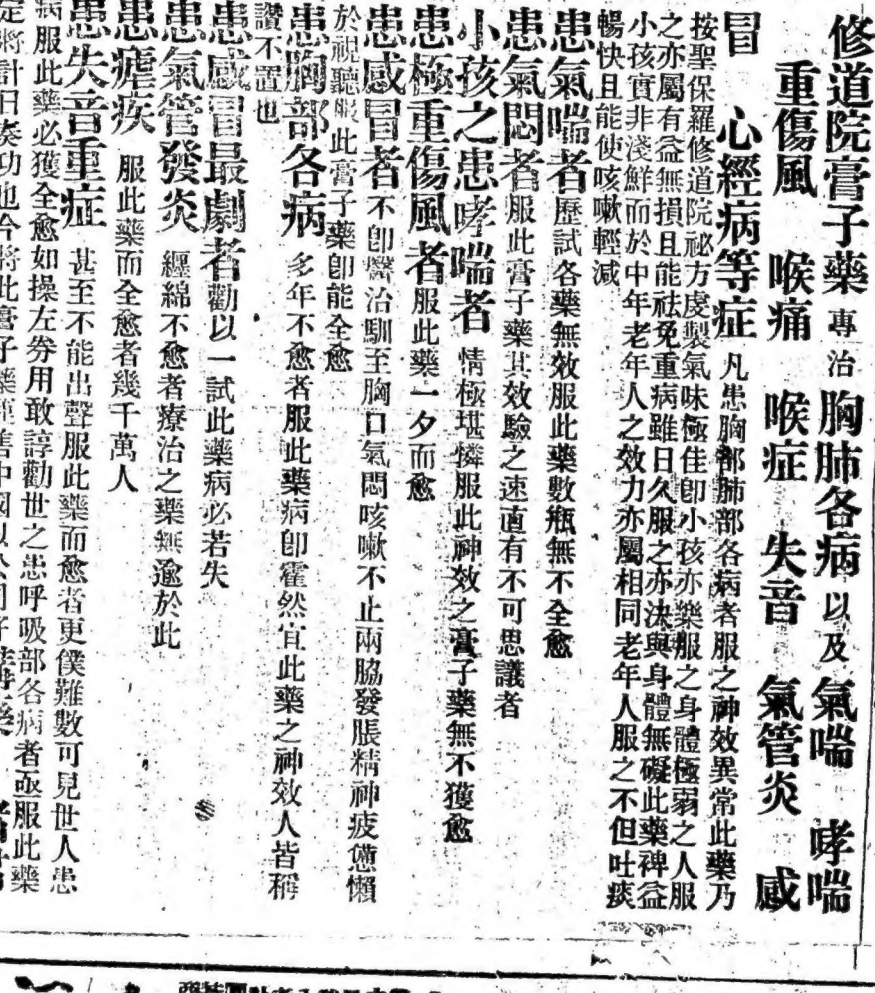 修道院膏子藥 專治 胸肺各病 以及 氣喘 哮喘
重傷風 喉痛 喉症 失音 氣管炎 感
冒 心經病等症 凡患胸部肺部各病者服之神效異常此藥乃
按聖保羅修道院祕方虔製氣味極佳卽小孩亦樂服之身體極弱之人服
之亦屬有益無損且能祛免重病雖日久服之亦決與身體無礙此藥裨益
小孩實非淺鮮而於中年老年人之效力亦屬相同老年人服之不但吐痰
暢快且能使咳嗽輕减
患氣喘者 歷試各藥無效服此藥數瓶無不全愈
患氣悶者 服此膏子藥其效驗之速直有不可思議者
小孩之患哮喘者 情極堪憐服此神效之膏子藥無不獲愈
患極重傷風者 服此藥一夕而愈
患感冒者 不卽醫治馴至胸口氣悶咳嗽不止兩脇發脹精神疲憊懶
於視聽服此膏子藥卽能全愈
患胸部各病 多年不愈者服此藥病卽霍然宜此藥之神效人皆稱
讚不置也
患感冒最劇者 勸以一試此藥病必若失
患氣管發炎 纏綿不愈者療治之藥無逾於此
患瘧疾 服此藥而全愈者幾千萬人
患失音重症 甚至不能出聲服此藥而愈者更僕難數可見世人患
病服此藥必獲全愈如操左券用敢諄勸世之患呼吸部各病者亟服此藥
定將計日奏功也今將此膏子藥